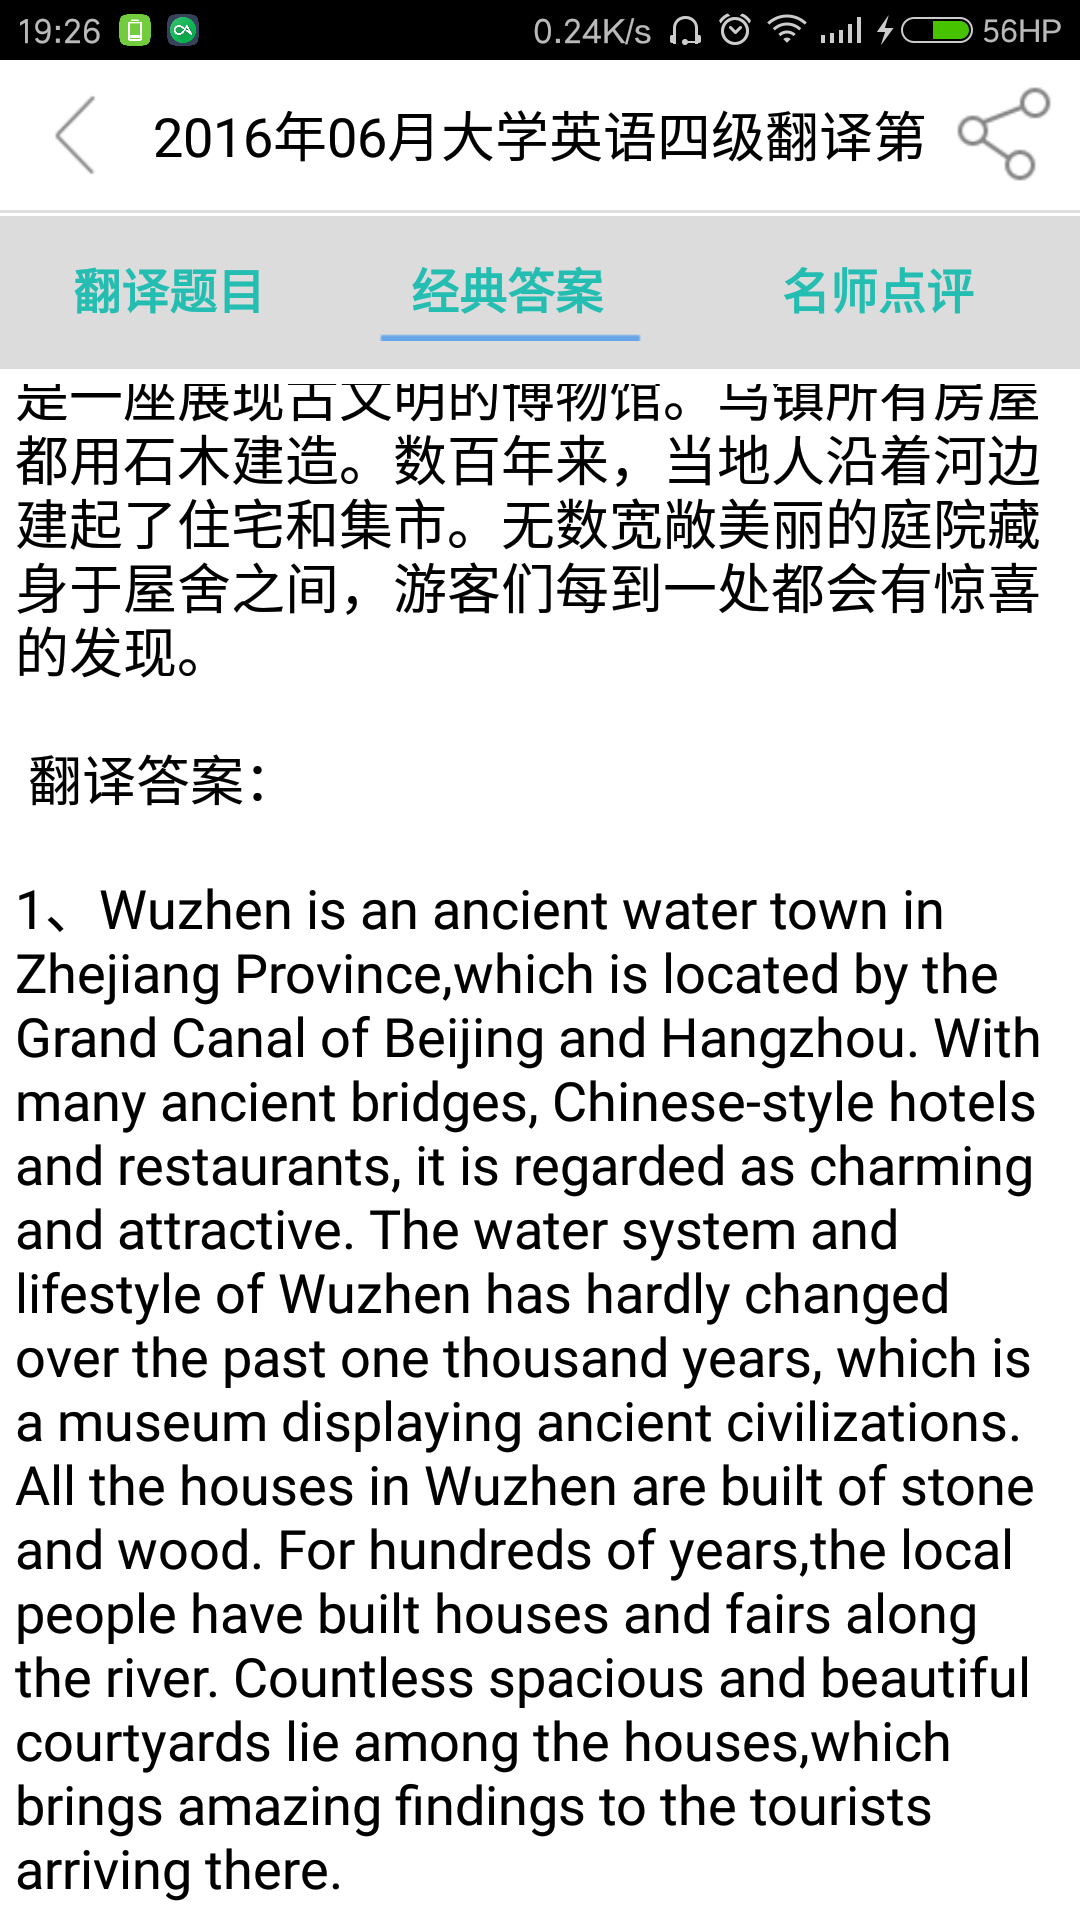 19:26 0.24K/s 56HP
2016年06月大学英语四级翻译第
翻译题目 经典答案 名师点评
是一座展现古文明的博物馆。乌镇所有房屋
都用石木建造。数百年来，当地人沿着河边
建起了住宅和集市。无数宽敞美丽的庭院藏
身于屋舍之间，游客们每到一处都会有惊喜
的发现。
翻译答案：
1、Wuzhen is an ancient water town in
Zhejiang Province,which is located by the
Grand Canal of Beijing and Hangzhou. With
many ancient bridges, Chinese-style hotels
and restaurants, it is regarded as charming
and attractive. The water system and
lifestyle of Wuzhen has hardly changed
over the past one thousand years, which is
a museum displaying ancient civilizations.
All the houses in Wuzhen are built of stone
and wood. For hundreds of years,the local
people have built houses and fairs along
the river. Countless spacious and beautiful
courtyards lie among the houses,which
brings amazing findings to the tourists
arriving there.